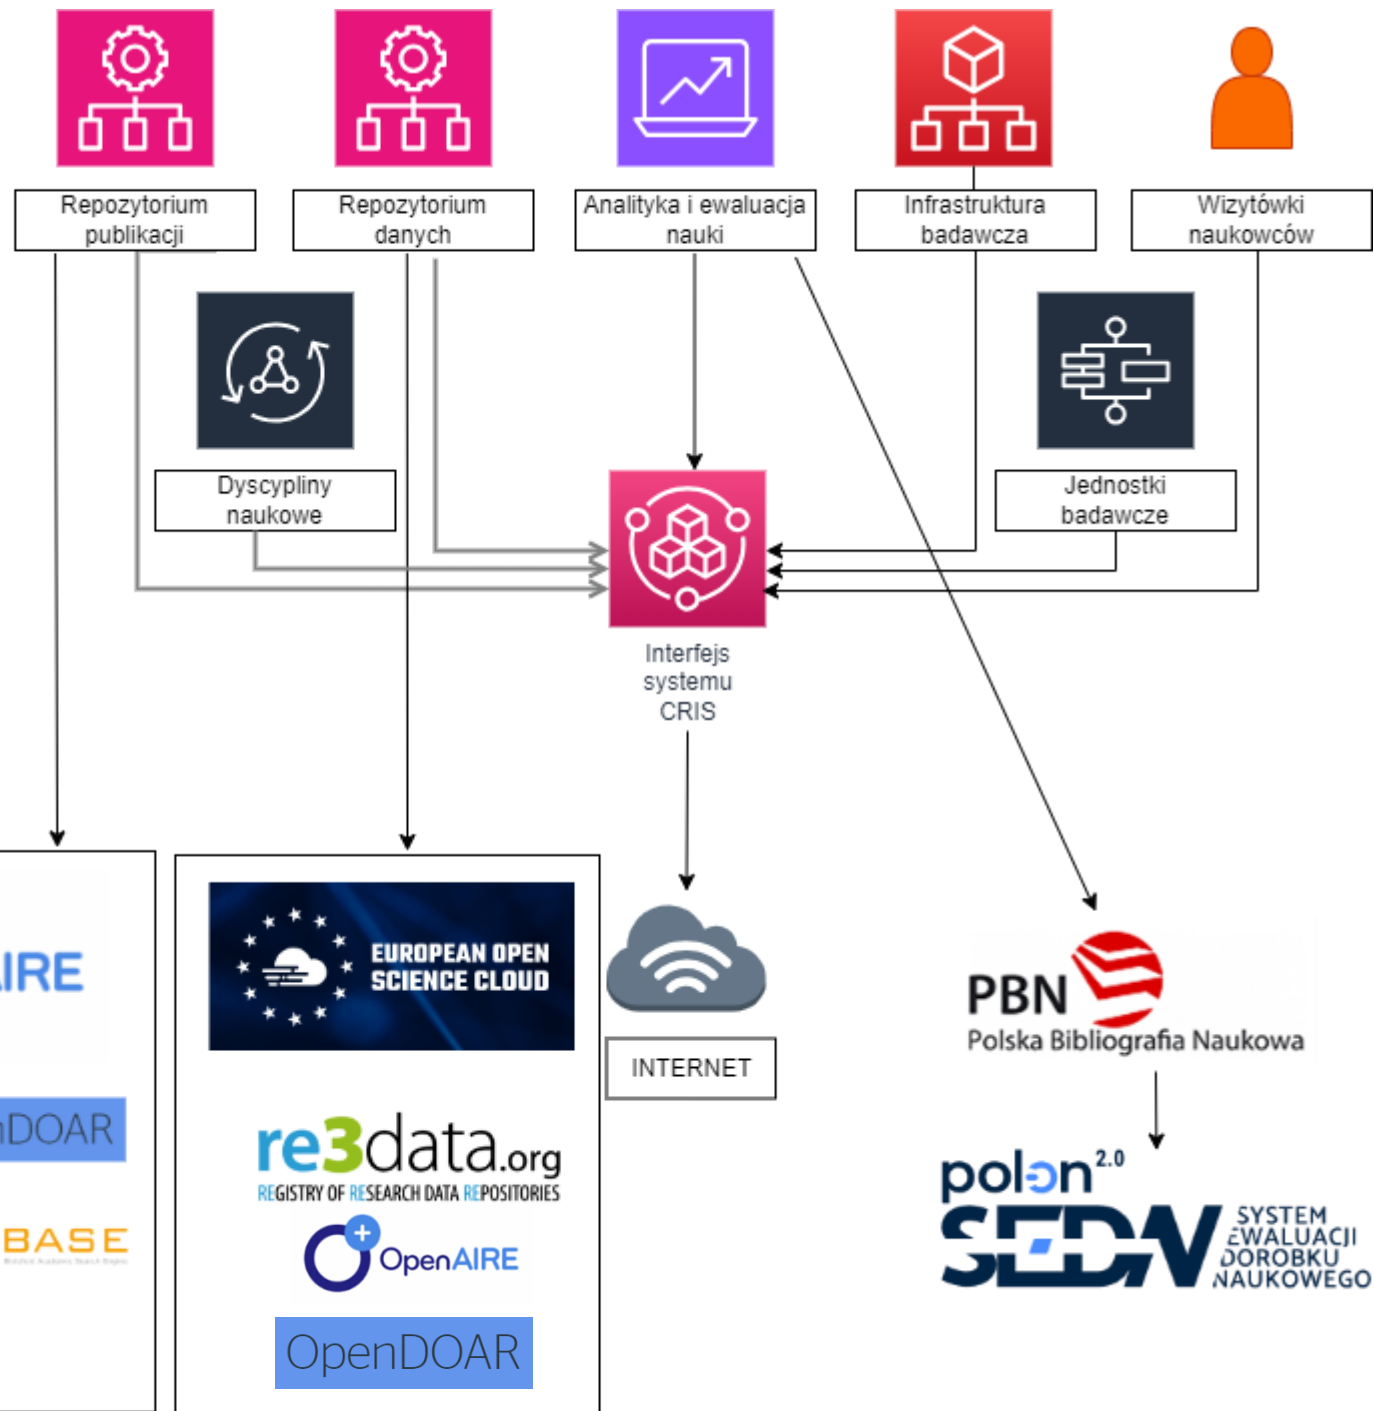 Repozytorium
publikacji
Repozytorium
danych
Analityka i ewaluacja
nauki
Infrastruktura
badawcza
Wizytówki
naukowców
Dyscypliny
naukowe
Jednostki
badawcze
Interfejs
systemu
CRIS
AIRE
nDOAR
BASE
EUROPEAN OPEN
SCIENCE CLOUD
re3data.org
REGISTRY OF RESEARCH DATA REPOSITORIES
OpenAIRE
OpenDOAR
INTERNET
PBN
Polska Bibliografia Naukowa
polon 2.0
SEDN
SYSTEM
EWALUACJI
DOROBKU
NAUKOWEGO